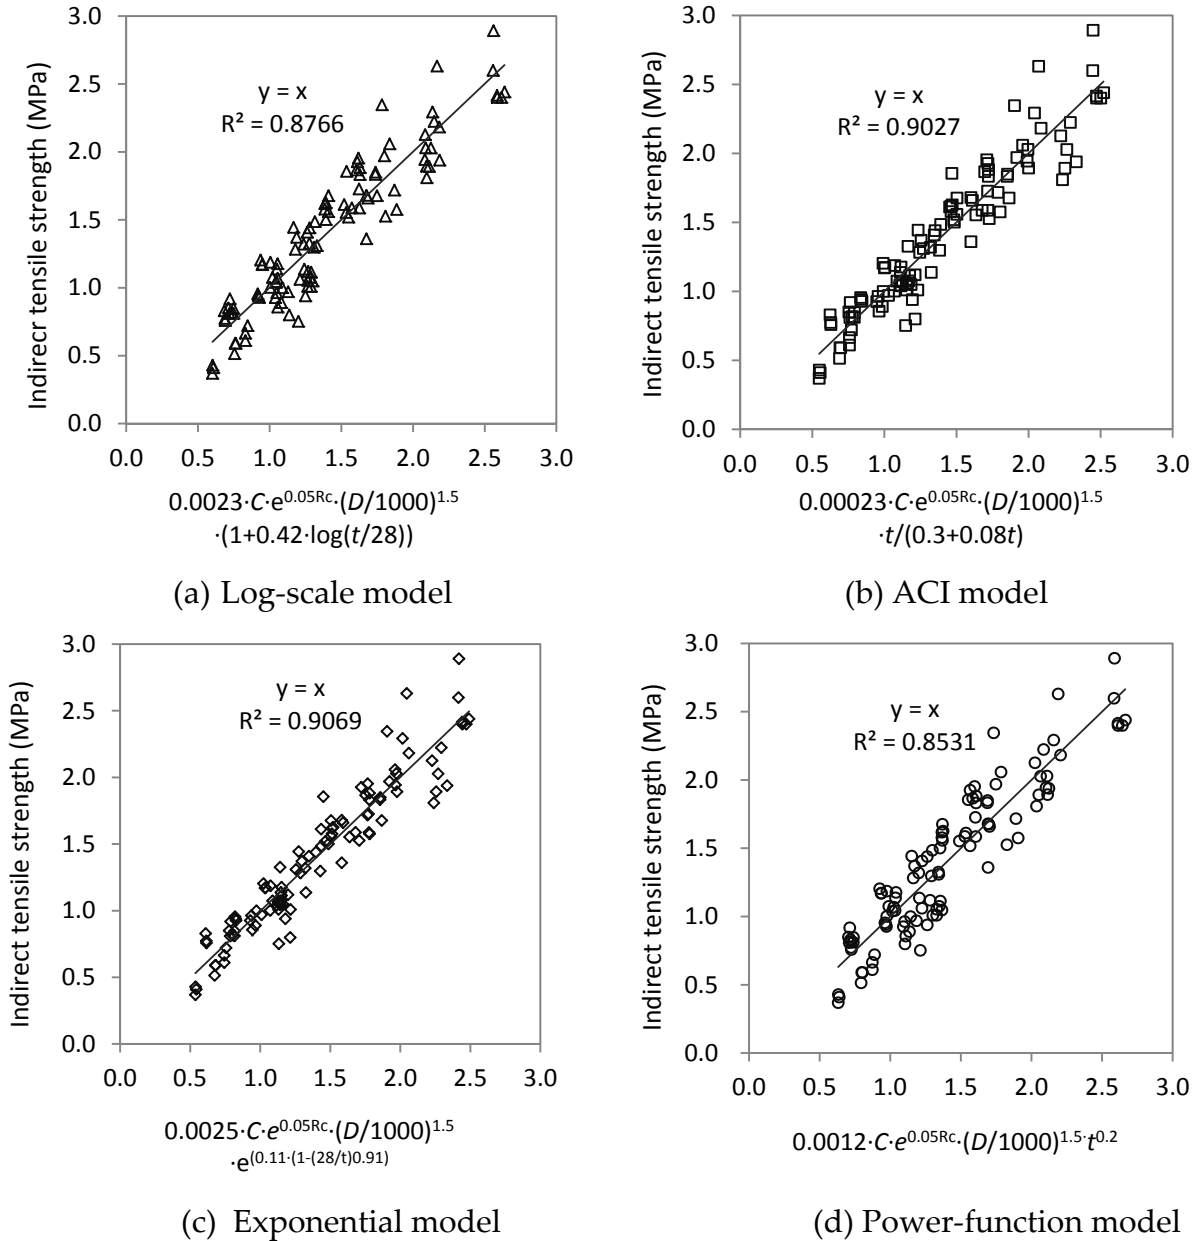 Indirecr tensile strength (MPa)
3.0
2.5
2.0
1.5
1.0
0.5
0.0
y = x
R² = 0.8766
0.0 0.5 1.0 1.5 2.0 2.5 3.0
0.0023·C·e^0.05Rc·(D/1000)^1.5
·(1+0.42·log(t/28))
(a) Log-scale model
Indirect tensile strength (MPa)
3.0
2.5
2.0
1.5
1.0
0.5
0.0
y = x
R² = 0.9027
0.0 0.5 1.0 1.5 2.0 2.5 3.0
0.00023·C·e^0.05Rc·(D/1000)^1.5
·t/(0.3+0.08t)
(b) ACI model
Indirect tensile strength (MPa)
3.0
2.5
2.0
1.5
1.0
0.5
0.0
y = x
R² = 0.9069
0.0 0.5 1.0 1.5 2.0 2.5 3.0
0.0025·C·e^0.05Rc·(D/1000)^1.5
·e^(0.11·(1-(28/t)0.91)
(c) Exponential model
Indirect tensile strength (MPa)
3.0
2.5
2.0
1.5
1.0
0.5
0.0
y = x
R² = 0.8531
0.0 0.5 1.0 1.5 2.0 2.5 3.0
0.0012·C·e^0.05Rc·(D/1000)^1.5·t^0.2
(d) Power-function model